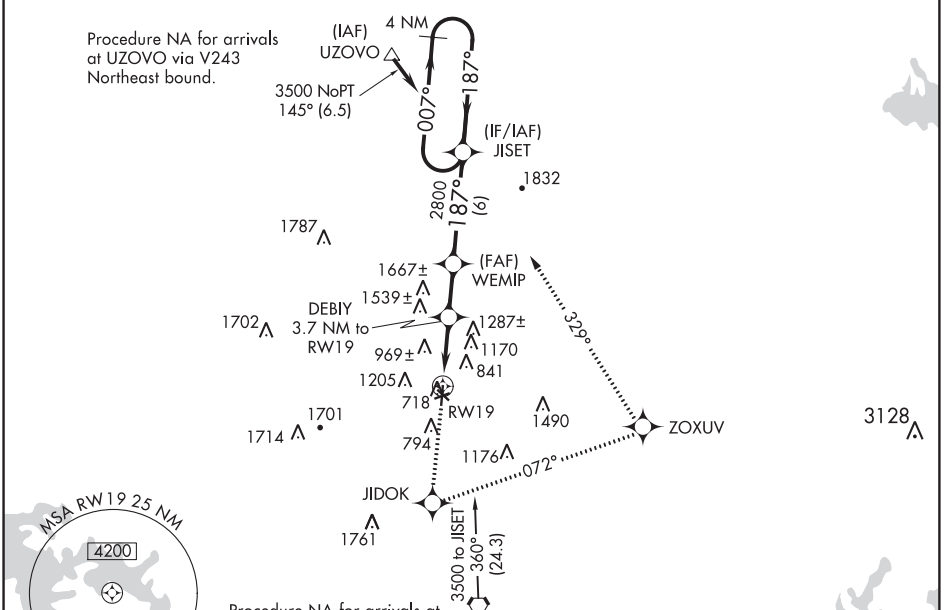 Procedure NA for arrivals
at UZOVO via V243
Northeast bound.
(IAF)
UZOVO
4 NM
3500 NoPT
145° (6.5)
007°
187°
(IF/IAF)
JISET
1832
2800
187°
(6)
1787
(FAF)
WEMIP
1667±
1539±
DEBIY
3.7 NM to
RW19
1702
1287±
1170
969±
841
1205
718
RW19
329°
1490
ZOXUV
3128
1701
1714
794
1176
072°
JIDOK
1761
3500 to JISET
360°
(24.3)
MSA RW19 25 NM
4200
Procedure NA for arrivals at